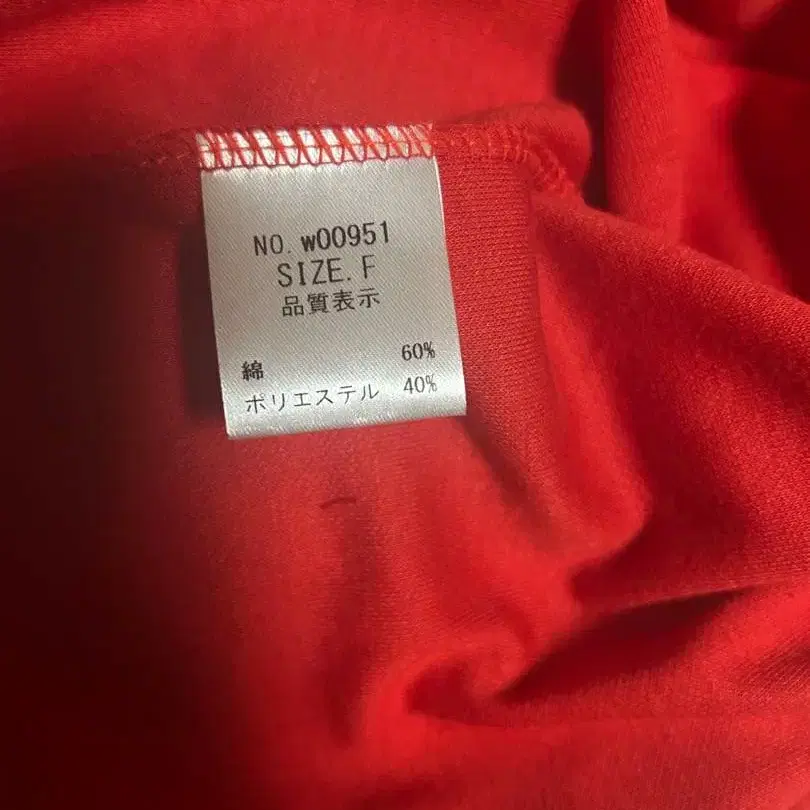 NO. w00951
SIZE. F
品質表示
綿 60%
ポリエステル 40%